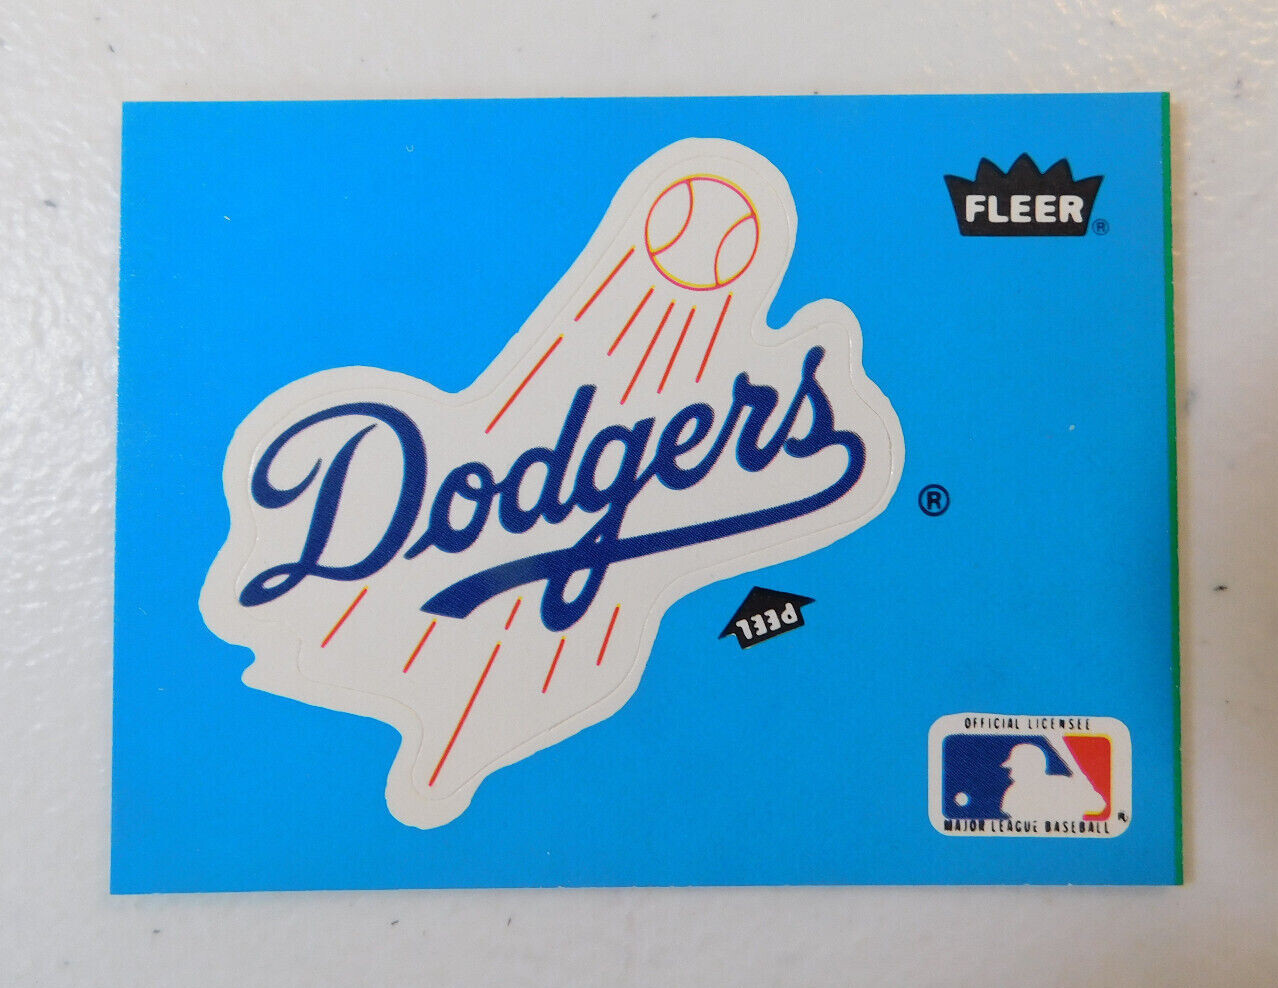 FLEER®
Dodgers
®
PEEL
OFFICIAL LICENSEE
®
MAJOR LEAGUE BASEBALL